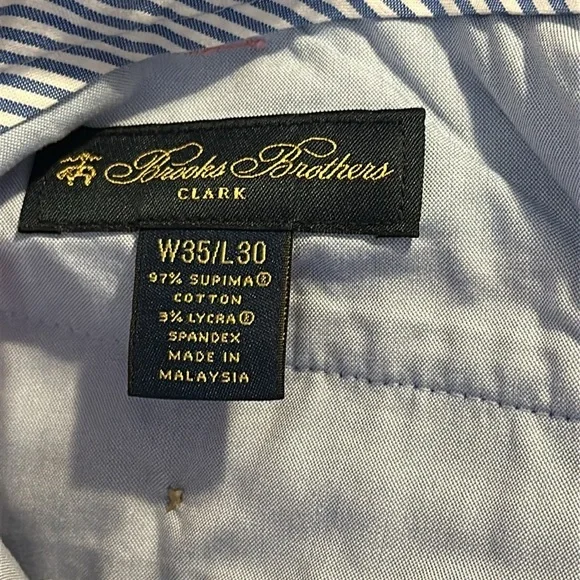 Brooks Brothers
CLARK
W35/L30
97% SUPIMA®
COTTON
3% LYCRA®
SPANDEX
MADE IN
MALAYSIA